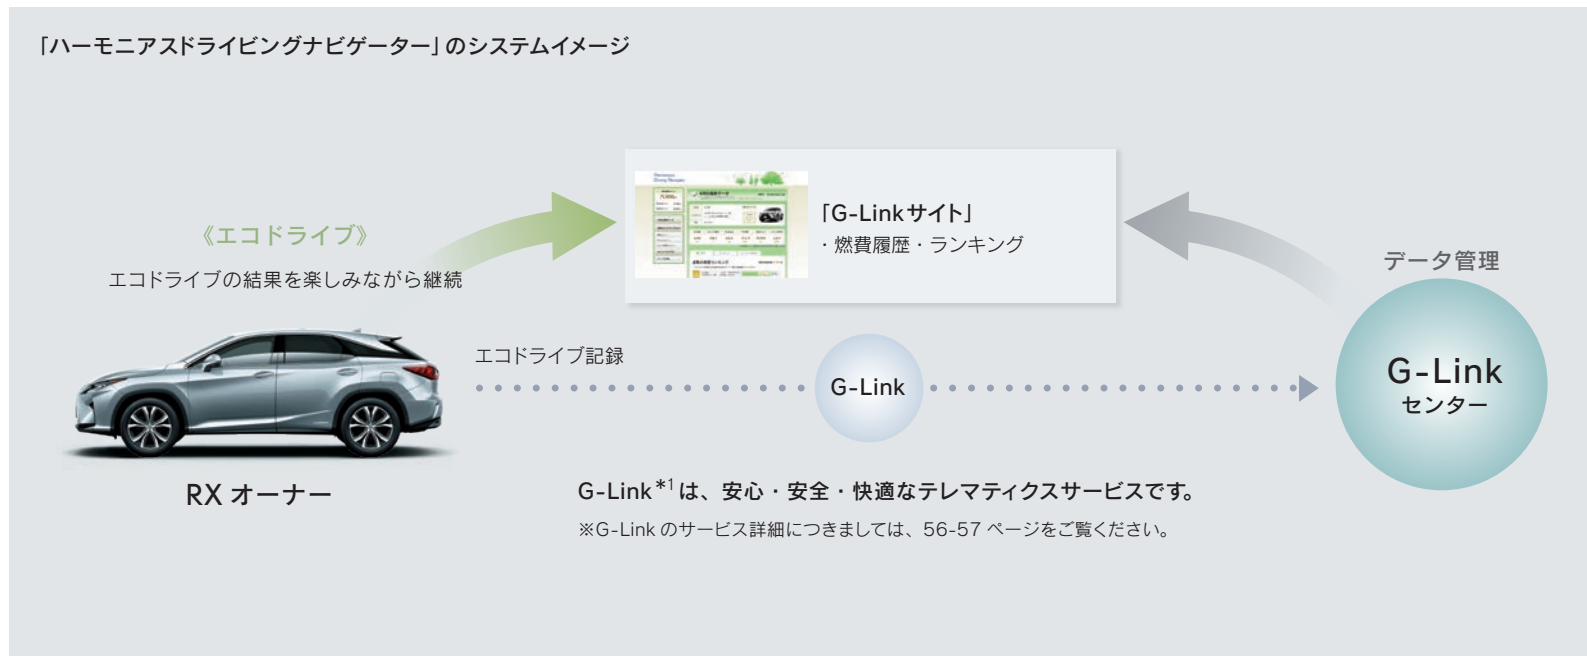 「ハーモニアスドライビングナビゲーター」のシステムイメージ
《エコドライブ》
エコドライブの結果を楽しみながら継続
「G-Linkサイト」
・燃費履歴・ランキング
データ管理
G-Link
センター
エコドライブ記録
G-Link
RX オーナー
G-Link*1は、安心・安全・快適なテレマティクスサービスです。
※G-Link のサービス詳細につきましては、56-57 ページをご覧ください。